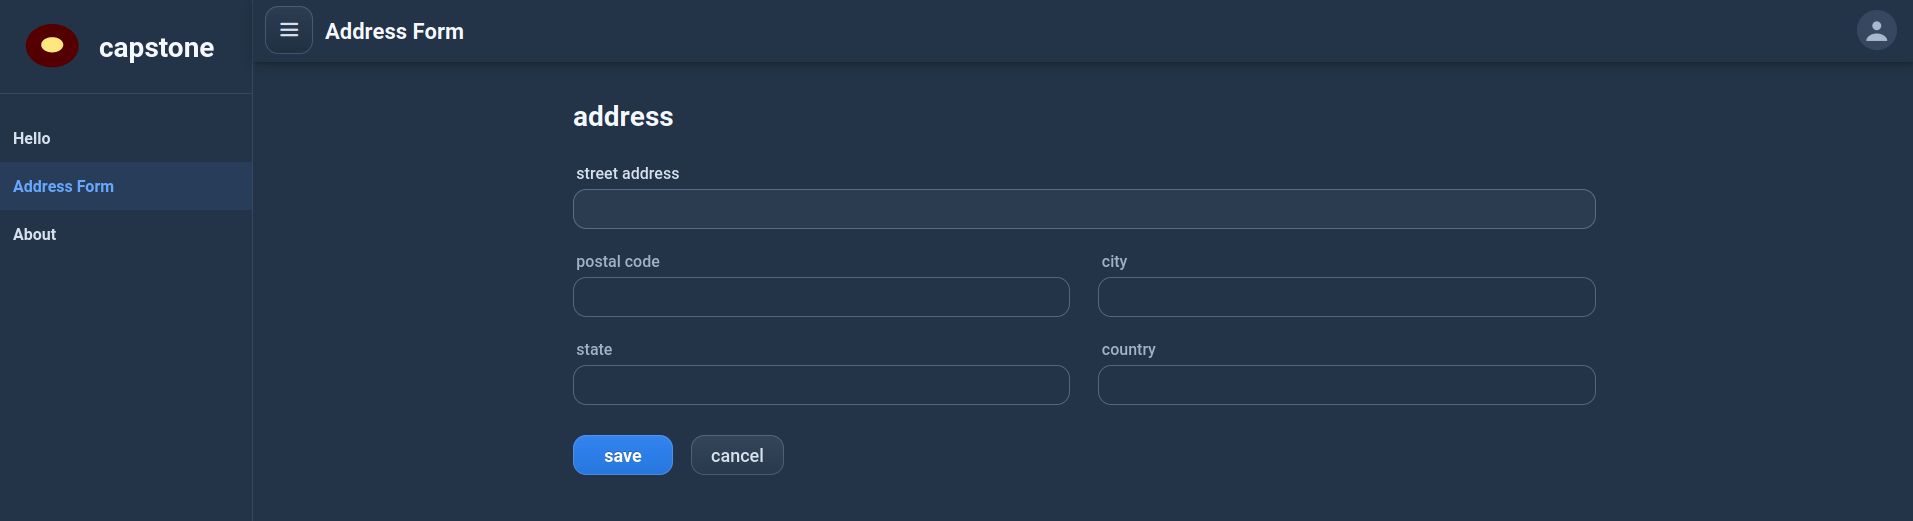 capstone
Address Form
Hello
Address Form
About
address
street address
postal code
city
state
country
save
cancel